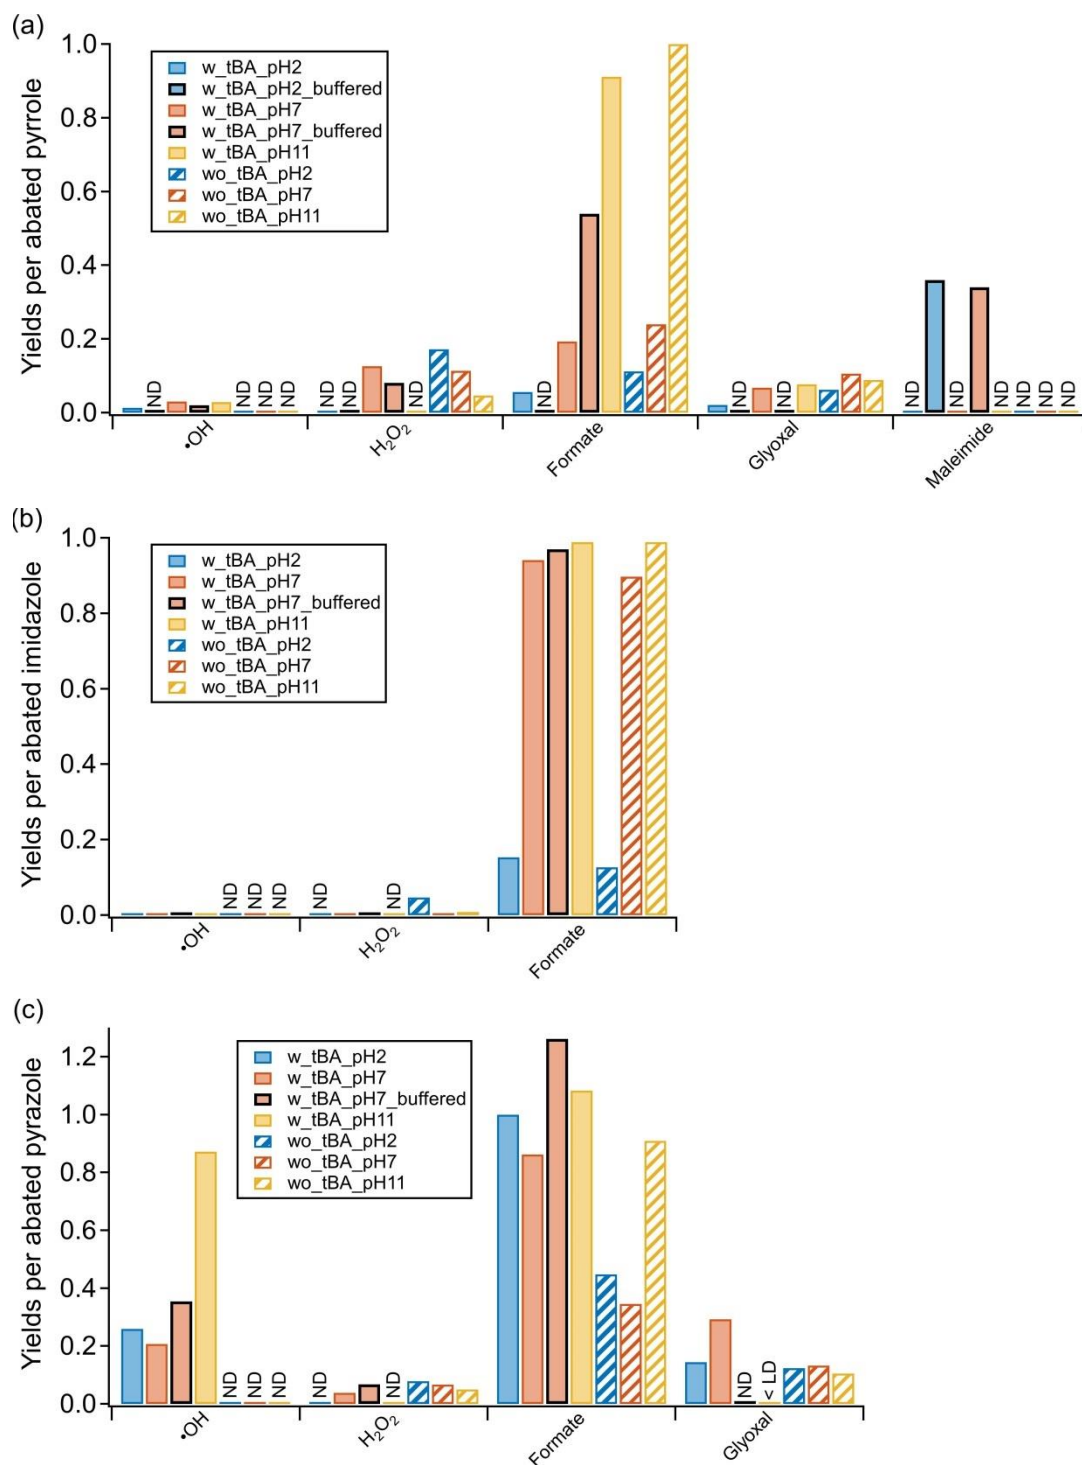 (a)
Yields per abated pyrrole
1.0
0.8
0.6
0.4
0.2
0.0
w_tBA_pH2
w_tBA_pH2_buffered
w_tBA_pH7
w_tBA_pH7_buffered
w_tBA_pH11
wo_tBA_pH2
wo_tBA_pH7
wo_tBA_pH11
ND ND ND ND
ND ND ND
ND
ND ND
ND ND ND ND ND ND
•OH
H₂O₂
Formate
Glyoxal
Maleimide
(b)
Yields per abated imidazole
1.0
0.8
0.6
0.4
0.2
0.0
w_tBA_pH2
w_tBA_pH7
w_tBA_pH7_buffered
w_tBA_pH11
wo_tBA_pH2
wo_tBA_pH7
wo_tBA_pH11
ND ND ND
ND ND
•OH
H₂O₂
Formate
(c)
Yields per abated pyrazole
1.2
1.0
0.8
0.6
0.4
0.2
0.0
w_tBA_pH2
w_tBA_pH7
w_tBA_pH7_buffered
w_tBA_pH11
wo_tBA_pH2
wo_tBA_pH7
wo_tBA_pH11
ND ND ND
ND ND
ND < LD
•OH
H₂O₂
Formate
Glyoxal